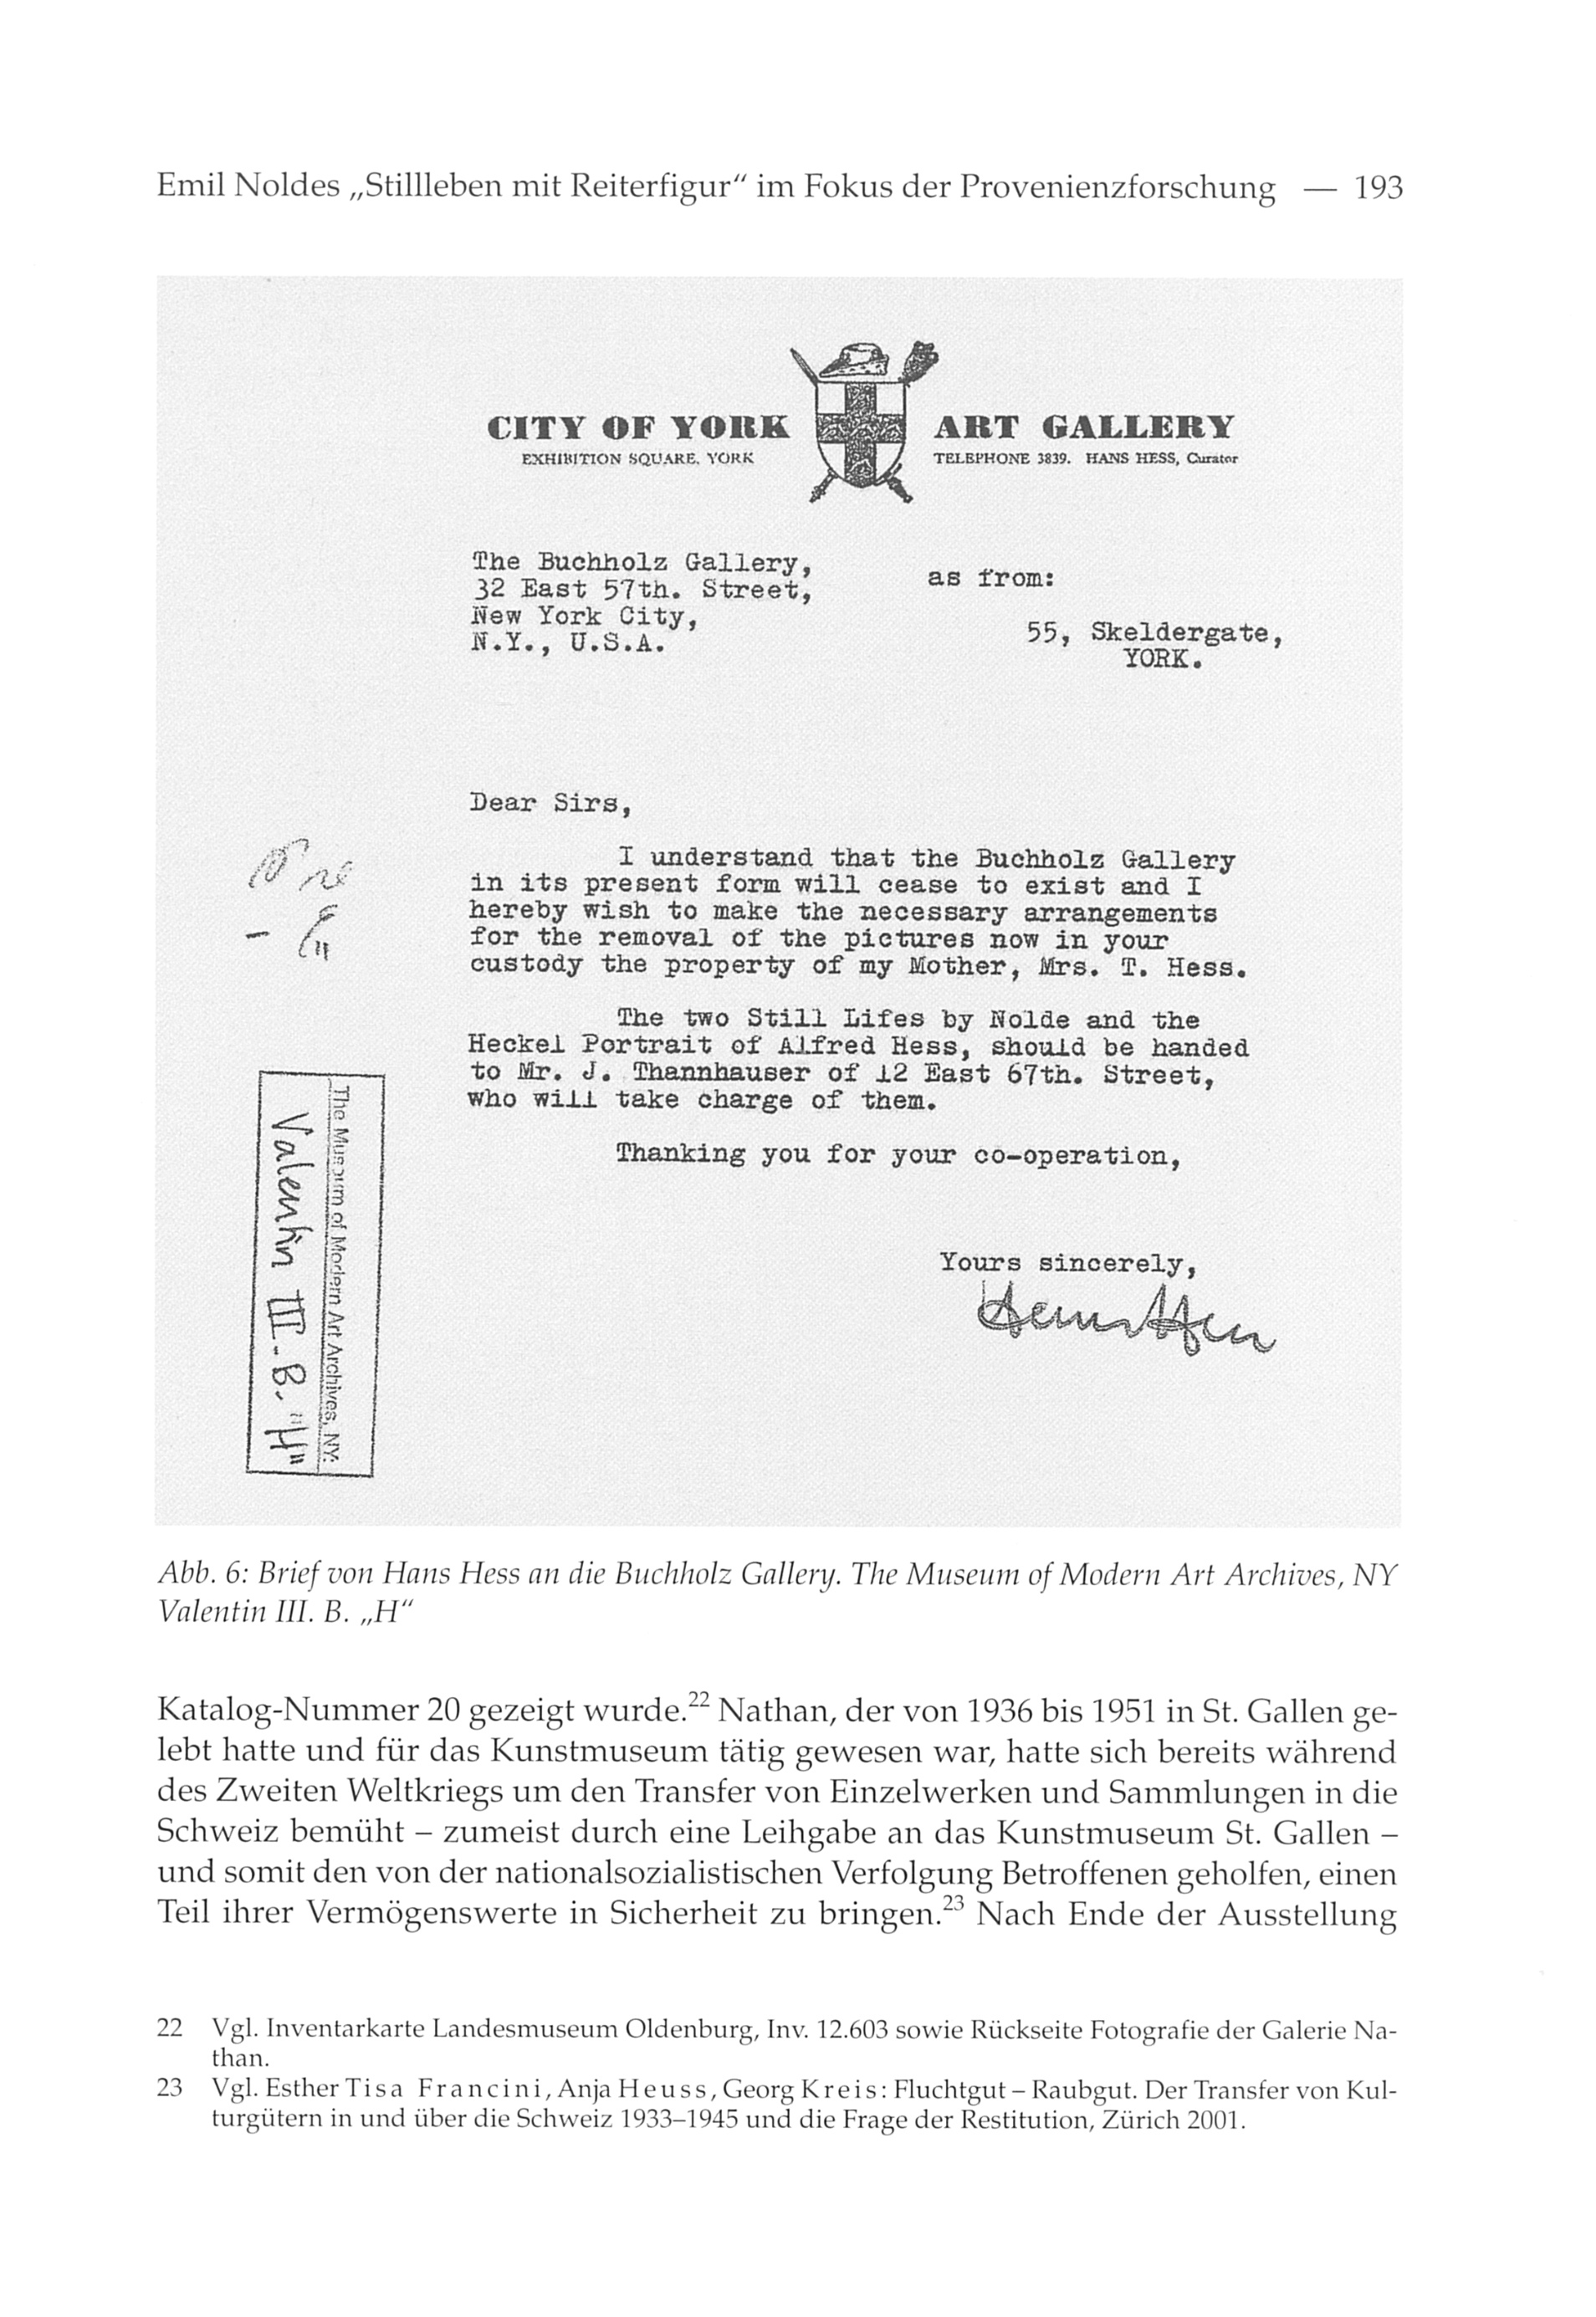 Emil Noldes „Stillleben mit Reiterfigur“ im Fokus der Provenienzforschung — 193
CITY OF YORK ART GALLERY
EXHIBITION SQUARE, YORK TELEPHONE 3839. HANS HESS, Curator
The Buchholz Gallery,
32 East 57th. Street,
New York City,
N.Y., U.S.A.
as from:
55, Skeldergate,
YORK.
Dear Sirs,
I understand that the Buchholz Gallery
in its present form will cease to exist and I
hereby wish to make the necessary arrangements
for the removal of the pictures now in your
custody the property of my Mother, Mrs. T. Hess.
The two Still Lifes by Nolde and the
Heckel Portrait of Alfred Hess, should be handed
to Mr. J. Thannhauser of 12 East 67th. Street,
who will take charge of them.
Thanking you for your co-operation,
Yours sincerely,
Hans Hess
The Museum of Modern Art Archives, NY:
Valentin III. B. "H"
Abb. 6: Brief von Hans Hess an die Buchholz Gallery. The Museum of Modern Art Archives, NY
Valentin III. B. „H“
Katalog-Nummer 20 gezeigt wurde.22 Nathan, der von 1936 bis 1951 in St. Gallen ge-
lebt hatte und für das Kunstmuseum tätig gewesen war, hatte sich bereits während
des Zweiten Weltkriegs um den Transfer von Einzelwerken und Sammlungen in die
Schweiz bemüht – zumeist durch eine Leihgabe an das Kunstmuseum St. Gallen –
und somit den von der nationalsozialistischen Verfolgung Betroffenen geholfen, einen
Teil ihrer Vermögenswerte in Sicherheit zu bringen.23 Nach Ende der Ausstellung
22 Vgl. Inventarkarte Landesmuseum Oldenburg, Inv. 12.603 sowie Rückseite Fotografie der Galerie Na-
than.
23 Vgl. Esther Tisa Francini, Anja Heuss, Georg Kreis: Fluchtgut – Raubgut. Der Transfer von Kul-
turgütern in und über die Schweiz 1933–1945 und die Frage der Restitution, Zürich 2001.